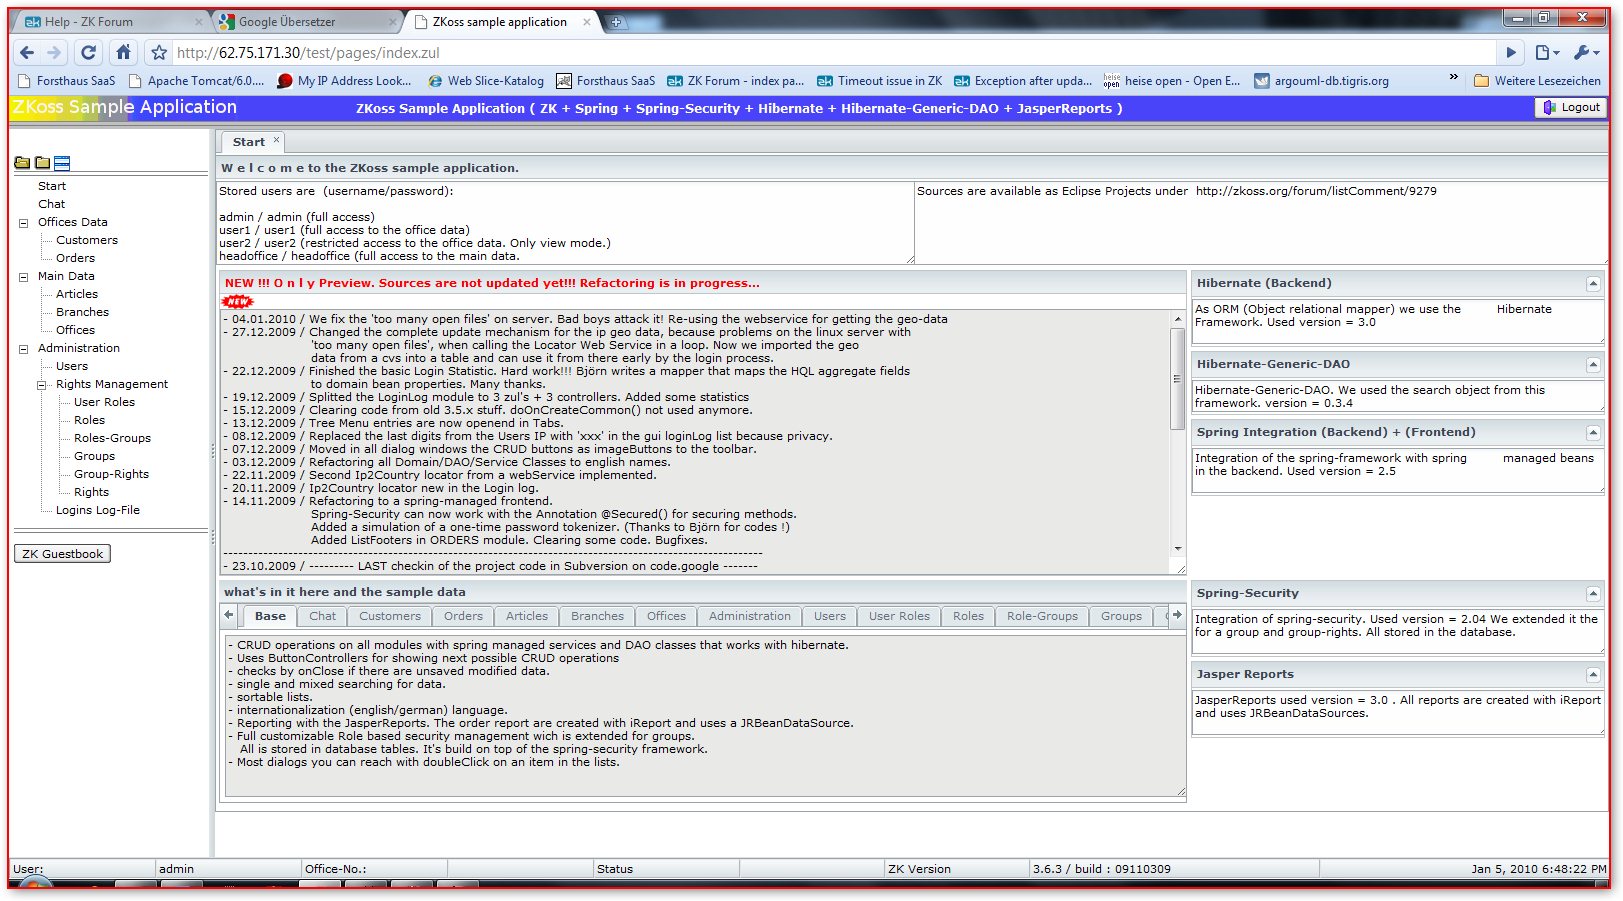 Help - ZK Forum
Google Übersetzer
ZKoss sample application
http://62.75.171.30/test/pages/index.zul
Forsthaus SaaS
Apache Tomcat/6.0....
My IP Address Look...
Web Slice-Katalog
Forsthaus SaaS
ZK Forum - index pa...
Timeout issue in ZK
Exception after upda...
heise open - Open E...
argouml-db.tigris.org
»
Weitere Lesezeichen
ZKoss Sample Application
ZKoss Sample Application ( ZK + Spring + Spring-Security + Hibernate + Hibernate-Generic-DAO + JasperReports )
Logout
Start
Chat
Offices Data
Customers
Orders
Main Data
Articles
Branches
Offices
Administration
Users
Rights Management
User Roles
Roles
Roles-Groups
Groups
Group-Rights
Rights
Logins Log-File
ZK Guestbook
Start
W e l c o m e to the ZKoss sample application.
Stored users are  (username/password):
admin / admin (full access)
user1 / user1 (full access to the office data)
user2 / user2 (restricted access to the office data. Only view mode.)
headoffice / headoffice (full access to the main data.
Sources are available as Eclipse Projects under  http://zkoss.org/forum/listComment/9279
NEW !!! O n l y Preview. Sources are not updated yet!!! Refactoring is in progress...
NEW
- 04.01.2010 / We fix the 'too many open files' on server. Bad boys attack it! Re-using the webservice for getting the geo-data
- 27.12.2009 / Changed the complete update mechanism for the ip geo data, because problems on the linux server with
'too many open files', when calling the Locator Web Service in a loop. Now we imported the geo
data from a cvs into a table and can use it from there early by the login process.
- 22.12.2009 / Finished the basic Login Statistic. Hard work!!! Björn writes a mapper that maps the HQL aggregate fields
to domain bean properties. Many thanks.
- 19.12.2009 / Splitted the LoginLog module to 3 zul's + 3 controllers. Added some statistics
- 15.12.2009 / Clearing code from old 3.5.x stuff. doOnCreateCommon() not used anymore.
- 13.12.2009 / Tree Menu entries are now openend in Tabs.
- 08.12.2009 / Replaced the last digits from the Users IP with 'xxx' in the gui loginLog list because privacy.
- 07.12.2009 / Moved in all dialog windows the CRUD buttons as imageButtons to the toolbar.
- 03.12.2009 / Refactoring all Domain/DAO/Service Classes to english names.
- 22.11.2009 / Second Ip2Country locator from a webService implemented.
- 20.11.2009 / Ip2Country locator new in the Login log.
- 14.11.2009 / Refactoring to a spring-managed frontend.
Spring-Security can now work with the Annotation @Secured() for securing methods.
Added a simulation of a one-time password tokenizer. (Thanks to Björn for codes !)
Added ListFooters in ORDERS module. Clearing some code. Bugfixes.
------------------------------------------------------------------------------------------------------------
- 23.10.2009 / --------- LAST checkin of the project code in Subversion on code.google -------
Hibernate (Backend)
As ORM (Object relational mapper) we use the Hibernate
Framework. Used version = 3.0
Hibernate-Generic-DAO
Hibernate-Generic-DAO. We used the search object from this
framework. version = 0.3.4
Spring Integration (Backend) + (Frontend)
Integration of the spring-framework with spring managed beans
in the backend. Used version = 2.5
what's in it here and the sample data
Base
Chat
Customers
Orders
Articles
Branches
Offices
Administration
Users
User Roles
Roles
Role-Groups
Groups
- CRUD operations on all modules with spring managed services and DAO classes that works with hibernate.
- Uses ButtonControllers for showing next possible CRUD operations
- checks by onClose if there are unsaved modified data.
- single and mixed searching for data.
- sortable lists.
- internationalization (english/german) language.
- Reporting with the JasperReports. The order report are created with iReport and uses a JRBeanDataSource.
- Full customizable Role based security management wich is extended for groups.
All is stored in database tables. It's build on top of the spring-security framework.
- Most dialogs you can reach with doubleClick on an item in the lists.
Spring-Security
Integration of spring-security. Used version = 2.04 We extended it the
for a group and group-rights. All stored in the database.
Jasper Reports
JasperReports used version = 3.0 . All reports are created with iReport
and uses JRBeanDataSources.
User:
admin
Office-No.:
Status
ZK Version
3.6.3 / build : 09110309
Jan 5, 2010 6:48:22 PM